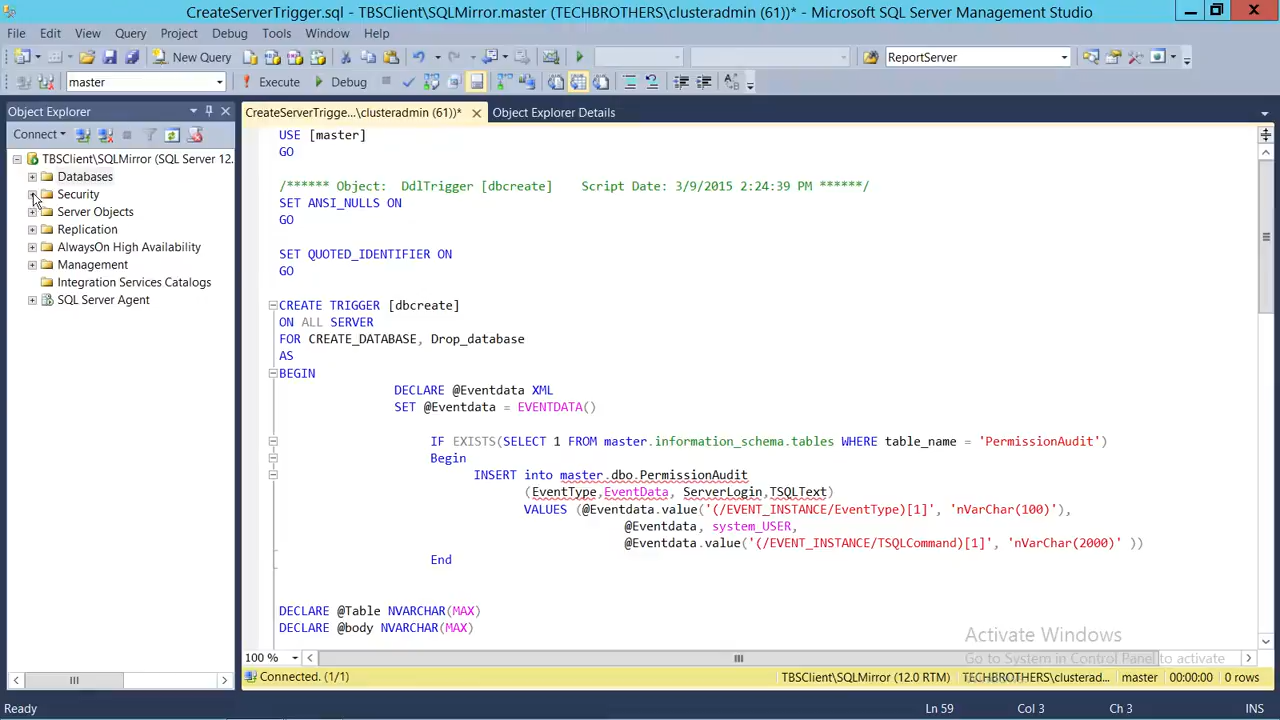 CreateServerTrigger.sql - TBSClient\SQLMirror.master (TECHBROTHERS\clusteradmin (61))* - Microsoft SQL Server Management Studio
File Edit View Query Project Debug Tools Window Help
New Query ReportServer
master Execute Debug
Object Explorer
Connect
TBSClient\SQLMirror (SQL Server 12.
Databases
Security
Server Objects
Replication
AlwaysOn High Availability
Management
Integration Services Catalogs
SQL Server Agent
CreateServerTrigge...\clusteradmin (61))* Object Explorer Details
USE [master]
GO
/****** Object:  DdlTrigger [dbcreate]    Script Date: 3/9/2015 2:24:39 PM ******/
SET ANSI_NULLS ON
GO
SET QUOTED_IDENTIFIER ON
GO
CREATE TRIGGER [dbcreate]
ON ALL SERVER
FOR CREATE_DATABASE, Drop_database
AS
BEGIN
DECLARE @Eventdata XML
SET @Eventdata = EVENTDATA()
IF EXISTS(SELECT 1 FROM master.information_schema.tables WHERE table_name = 'PermissionAudit')
Begin
INSERT into master.dbo.PermissionAudit
(EventType,EventData, ServerLogin,TSQLText)
VALUES (@Eventdata.value('(/EVENT_INSTANCE/EventType)[1]', 'nVarChar(100)'),
@Eventdata, system_USER,
@Eventdata.value('(/EVENT_INSTANCE/TSQLCommand)[1]', 'nVarChar(2000)' ))
End
DECLARE @Table NVARCHAR(MAX)
DECLARE @body NVARCHAR(MAX)
Activate Windows
Go to System in Control Panel to activate
100 %
Connected. (1/1) TBSClient\SQLMirror (12.0 RTM) TECHBROTHERS\clusterad... master 00:00:00 0 rows
Ready Ln 59 Col 3 Ch 3 INS